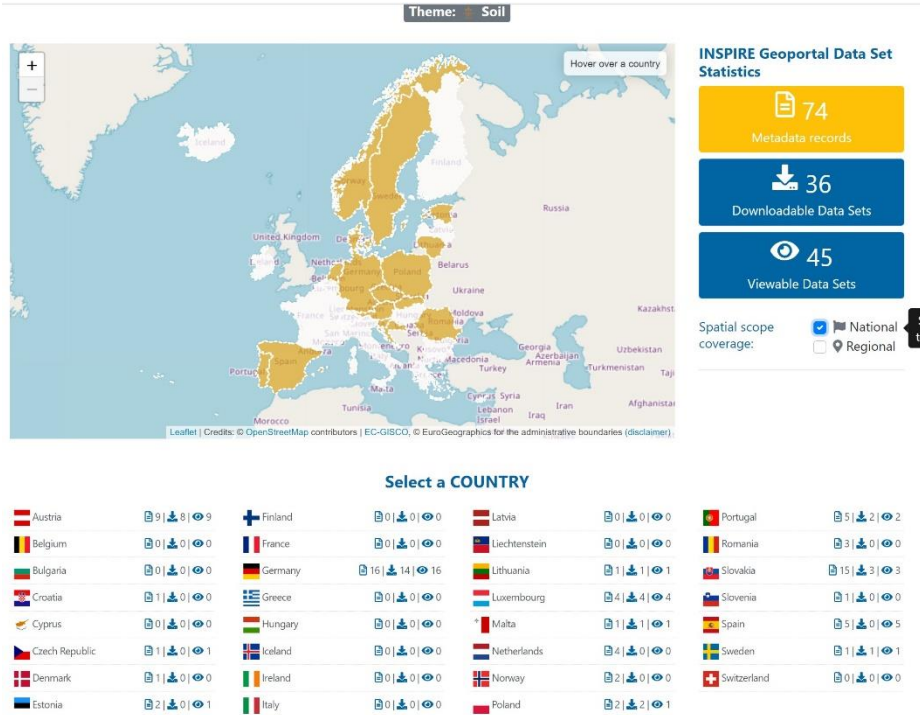 Theme: Soil
+
−
Hover over a country
Iceland
Norway
Sweden
Finland
Russia
Latvia
Lithuania
United Kingdom
Ireland
Belarus
Germany
Poland
Ukraine
France
Moldova
Romania
Kazakhst
San Marino
Andorra
Spain
Portugal
Georgia
Armenia
Azerbaijan
Uzbekistan
Turkmenistan
Taji
Macedonia
Turkey
Malta
Cyprus
Syria
Lebanon
Israel
Iraq
Iran
Afghanistan
Tunisia
Morocco
Leaflet | Credits: © OpenStreetMap contributors | EC-GISCO, © EuroGeographics for the administrative boundaries (disclaimer)
INSPIRE Geoportal Data Set
Statistics
74
Metadata records
36
Downloadable Data Sets
45
Viewable Data Sets
Spatial scope
coverage:
National
Regional
Select a COUNTRY
Austria 9 | 8 | 9
Finland 0 | 0 | 0
Latvia 0 | 0 | 0
Portugal 5 | 2 | 2
Belgium 0 | 0 | 0
France 0 | 0 | 0
Liechtenstein 0 | 0 | 0
Romania 3 | 0 | 0
Bulgaria 0 | 0 | 0
Germany 16 | 14 | 16
Lithuania 1 | 1 | 1
Slovakia 15 | 3 | 3
Croatia 1 | 0 | 0
Greece 0 | 0 | 0
Luxembourg 4 | 4 | 4
Slovenia 1 | 0 | 0
Cyprus 0 | 0 | 0
Hungary 0 | 0 | 0
Malta 1 | 1 | 1
Spain 5 | 0 | 5
Czech Republic 1 | 0 | 1
Iceland 0 | 0 | 0
Netherlands 4 | 0 | 0
Sweden 1 | 1 | 1
Denmark 1 | 0 | 0
Ireland 0 | 0 | 0
Norway 2 | 0 | 0
Switzerland 0 | 0 | 0
Estonia 2 | 0 | 1
Italy 0 | 0 | 0
Poland 2 | 2 | 1